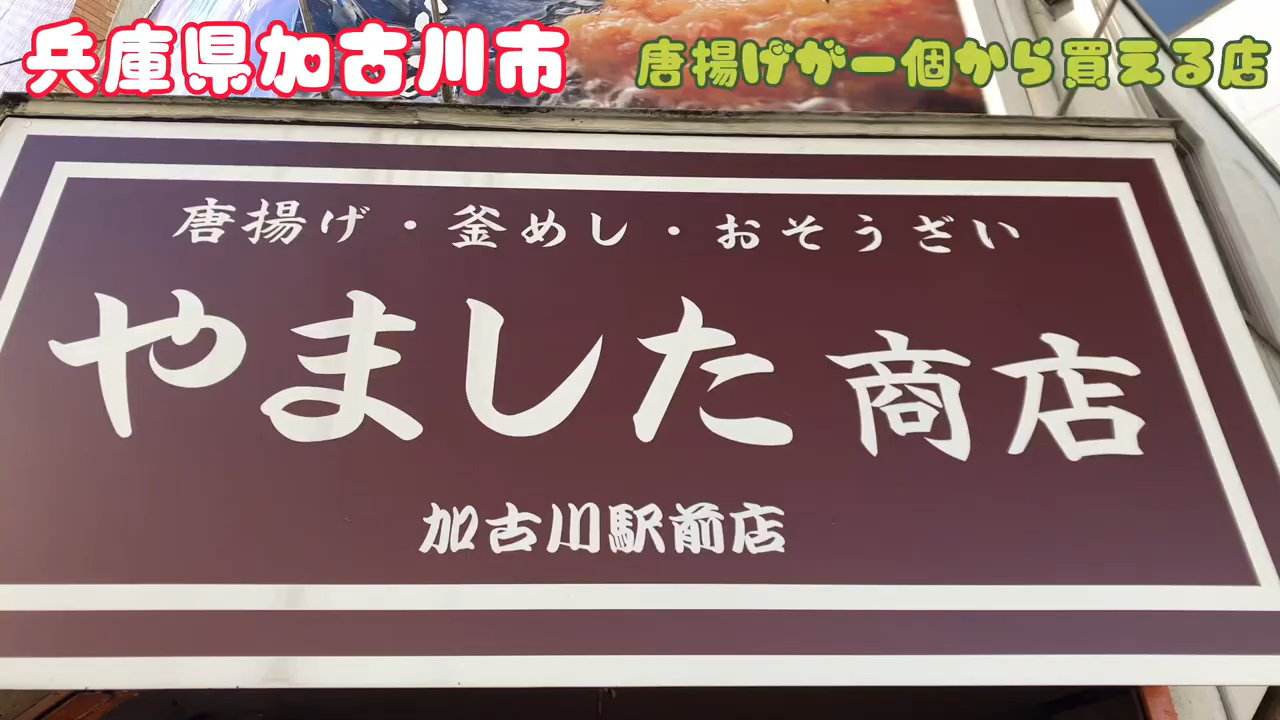 兵庫県加古川市
唐揚げが一個から買える店
唐揚げ・釜めし・おそうざい
やました商店
加古川駅前店